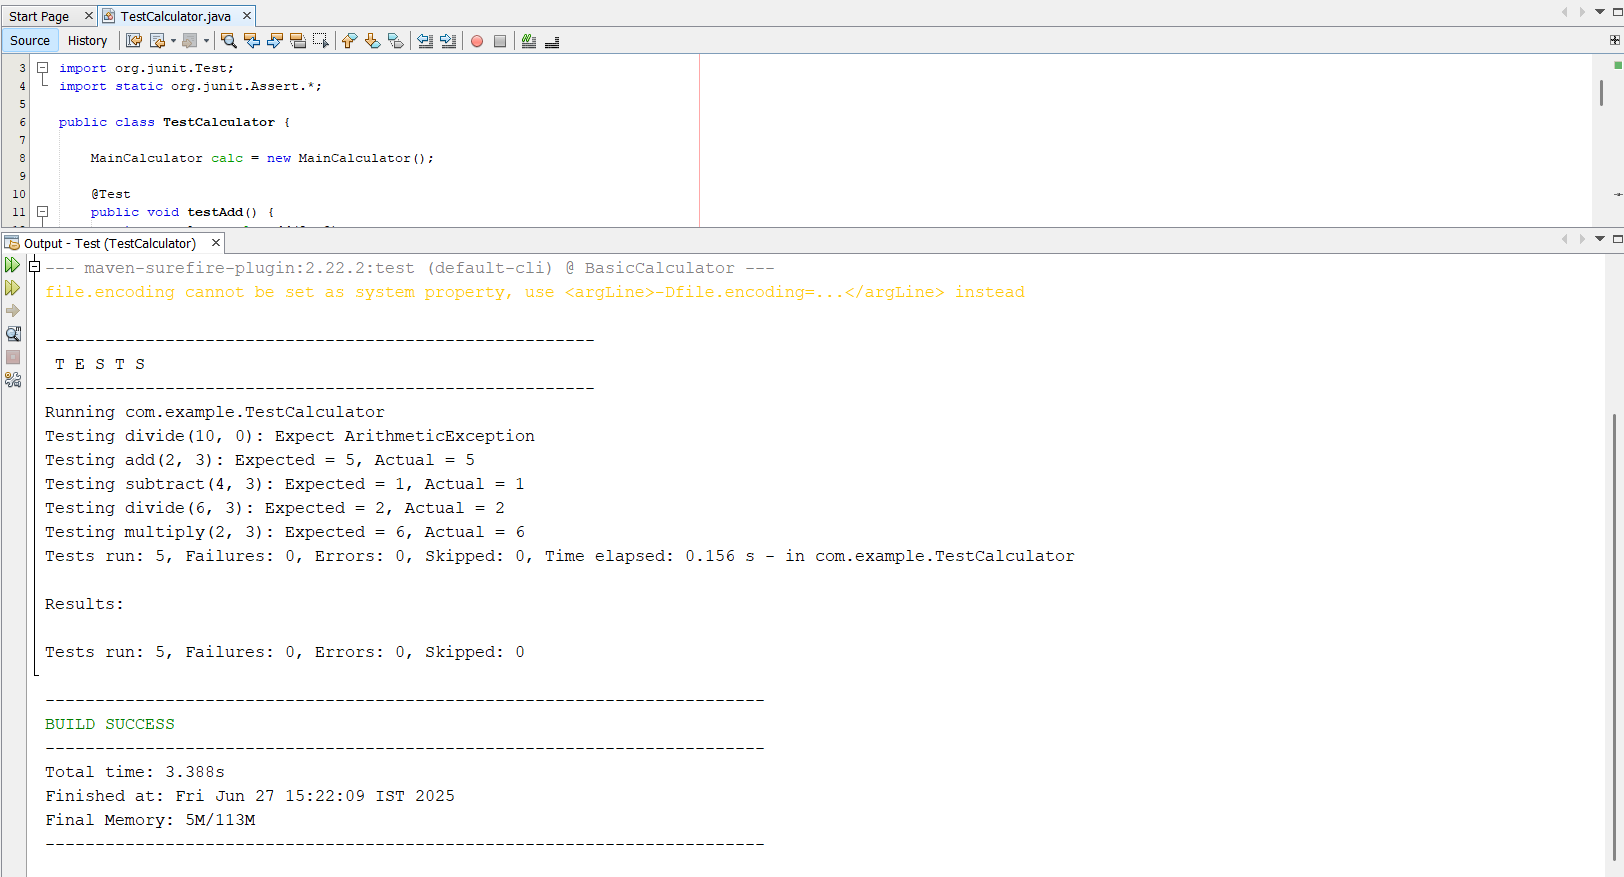 Start Page
TestCalculator.java
Source
History
3 import org.junit.Test;
4 import static org.junit.Assert.*;
5
6 public class TestCalculator {
7
8 MainCalculator calc = new MainCalculator();
9
10 @Test
11 public void testAdd() {
Output - Test (TestCalculator)
--- maven-surefire-plugin:2.22.2:test (default-cli) @ BasicCalculator ---
file.encoding cannot be set as system property, use <argLine>-Dfile.encoding=...</argLine> instead
-------------------------------------------------------
T E S T S
-------------------------------------------------------
Running com.example.TestCalculator
Testing divide(10, 0): Expect ArithmeticException
Testing add(2, 3): Expected = 5, Actual = 5
Testing subtract(4, 3): Expected = 1, Actual = 1
Testing divide(6, 3): Expected = 2, Actual = 2
Testing multiply(2, 3): Expected = 6, Actual = 6
Tests run: 5, Failures: 0, Errors: 0, Skipped: 0, Time elapsed: 0.156 s - in com.example.TestCalculator
Results:
Tests run: 5, Failures: 0, Errors: 0, Skipped: 0
------------------------------------------------------------------------
BUILD SUCCESS
------------------------------------------------------------------------
Total time: 3.388s
Finished at: Fri Jun 27 15:22:09 IST 2025
Final Memory: 5M/113M
------------------------------------------------------------------------